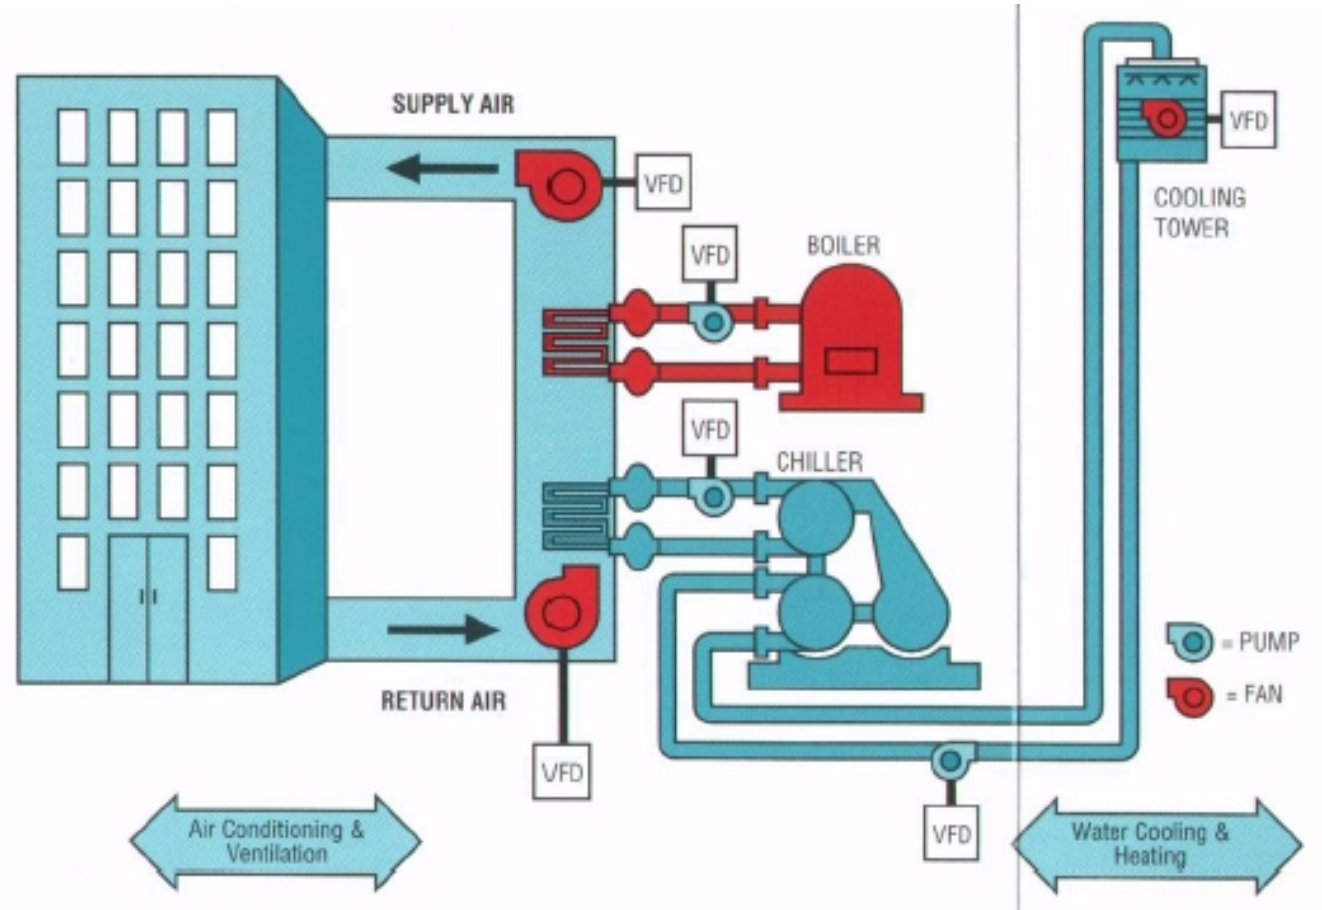 SUPPLY AIR
VFD
VFD
COOLING
TOWER
VFD
BOILER
VFD
CHILLER
= PUMP
= FAN
RETURN AIR
VFD
VFD
Air Conditioning &
Ventilation
Water Cooling &
Heating